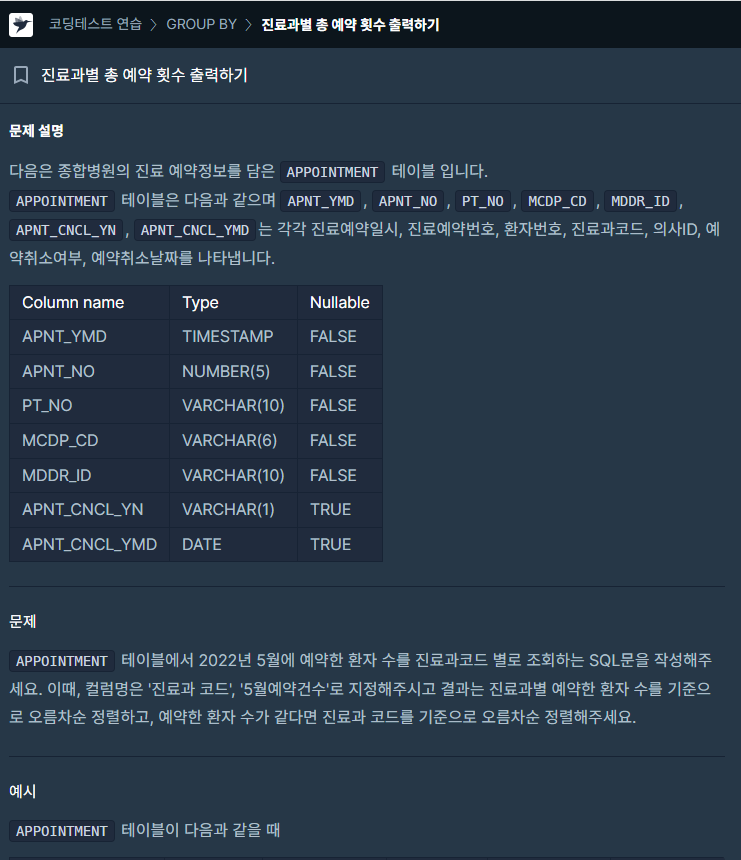 코딩테스트 연습 > GROUP BY > 진료과별 총 예약 횟수 출력하기
진료과별 총 예약 횟수 출력하기
문제 설명
다음은 종합병원의 진료 예약정보를 담은 APPOINTMENT 테이블 입니다.
APPOINTMENT 테이블은 다음과 같으며 APNT_YMD, APNT_NO, PT_NO, MCDP_CD, MDDR_ID,
APNT_CNCL_YN, APNT_CNCL_YMD는 각각 진료예약일시, 진료예약번호, 환자번호, 진료과코드, 의사ID, 예
약취소여부, 예약취소날짜를 나타냅니다.
Column name Type Nullable
APNT_YMD TIMESTAMP FALSE
APNT_NO NUMBER(5) FALSE
PT_NO VARCHAR(10) FALSE
MCDP_CD VARCHAR(6) FALSE
MDDR_ID VARCHAR(10) FALSE
APNT_CNCL_YN VARCHAR(1) TRUE
APNT_CNCL_YMD DATE TRUE
문제
APPOINTMENT 테이블에서 2022년 5월에 예약한 환자 수를 진료과코드 별로 조회하는 SQL문을 작성해주
세요. 이때, 컬럼명은 '진료과 코드', '5월예약건수'로 지정해주시고 결과는 진료과별 예약한 환자 수를 기준으
로 오름차순 정렬하고, 예약한 환자 수가 같다면 진료과 코드를 기준으로 오름차순 정렬해주세요.
예시
APPOINTMENT 테이블이 다음과 같을 때